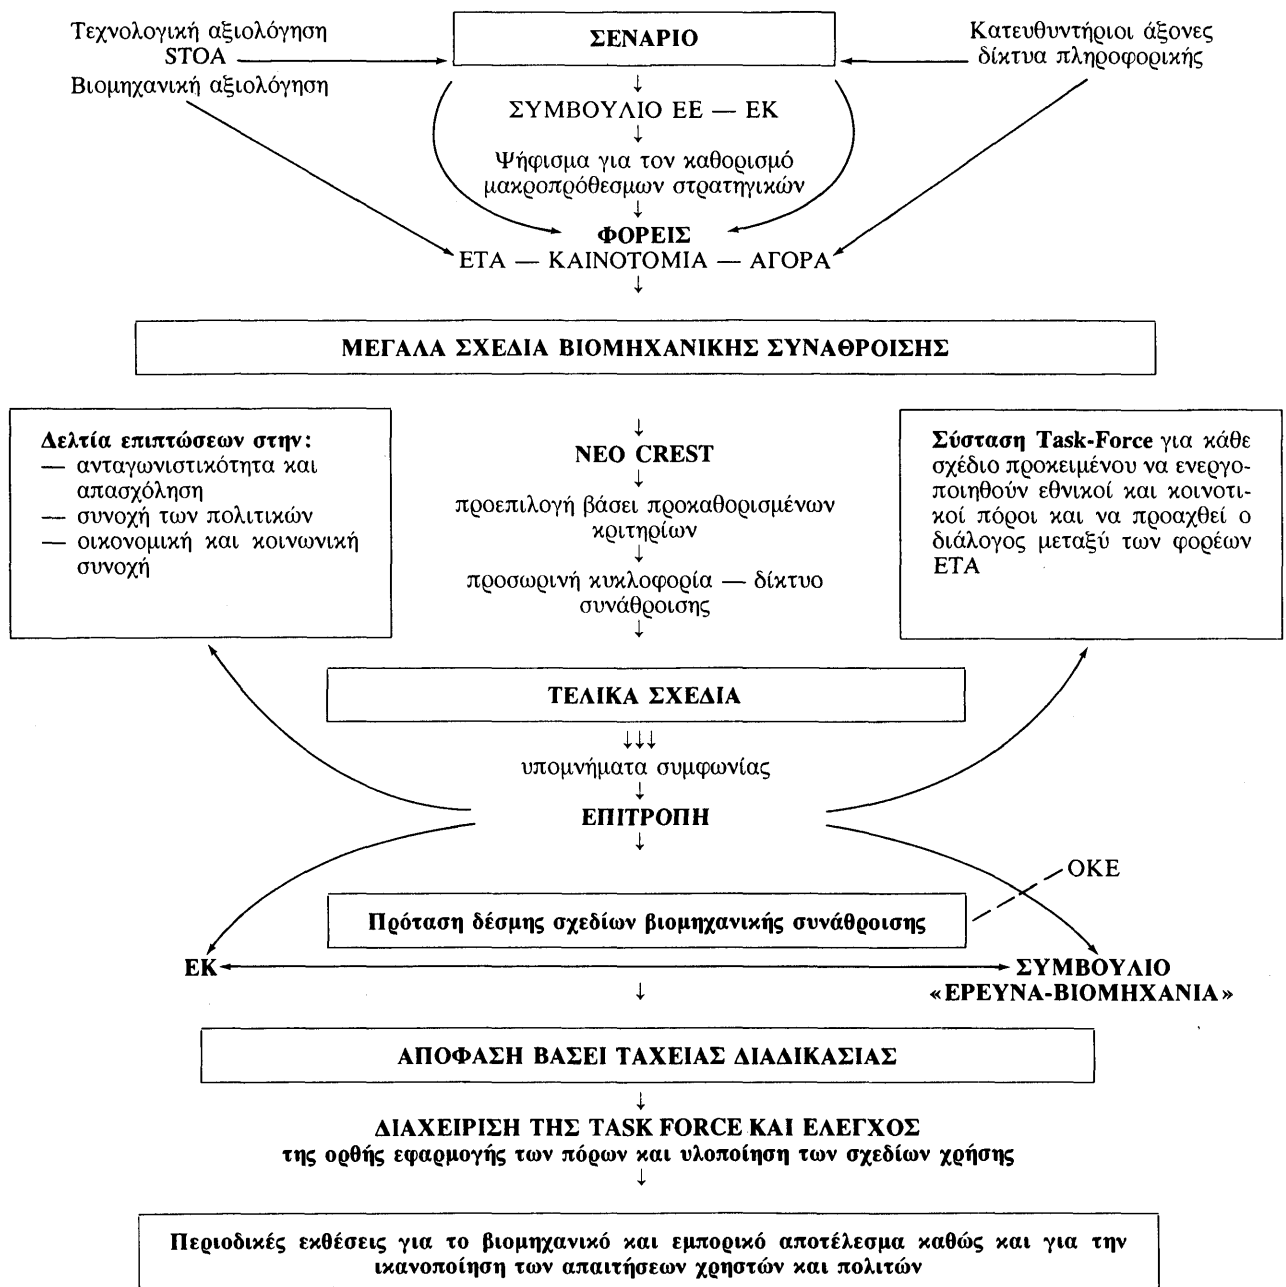 Τεχνολογική αξιολόγηση
STOA
Βιομηχανική αξιολόγηση
ΣΕΝΑΡΙΟ
Κατευθυντήριοι άξονες
δίκτυα πληροφορικής
↓
ΣΥΜΒΟΥΛΙΟ ΕΕ — ΕΚ
↓
Ψήφισμα για τον καθορισμό
μακροπρόθεσμων στρατηγικών
↓
ΦΟΡΕΙΣ
ΕΤΑ — ΚΑΙΝΟΤΟΜΙΑ — ΑΓΟΡΑ
↓
ΜΕΓΑΛΑ ΣΧΕΔΙΑ ΒΙΟΜΗΧΑΝΙΚΗΣ ΣΥΝΑΘΡΟΙΣΗΣ
Δελτία επιπτώσεων στην:
— ανταγωνιστικότητα και
απασχόληση
— συνοχή των πολιτικών
— οικονομική και κοινωνική
συνοχή
↓
ΝΕΟ CREST
↓
προεπιλογή βάσει προκαθορισμένων
κριτηρίων
↓
προσωρινή κυκλοφορία — δίκτυο
συνάθροισης
↓
Σύσταση Task-Force για κάθε
σχέδιο προκειμένου να ενεργο-
ποιηθούν εθνικοί και κοινοτι-
κοί πόροι και να προαχθεί ο
διάλογος μεταξύ των φορέων
ΕΤΑ
ΤΕΛΙΚΑ ΣΧΕΔΙΑ
↓↓↓
υπομνήματα συμφωνίας
↓
ΕΠΙΤΡΟΠΗ
↓
ΟΚΕ
Πρόταση δέσμης σχεδίων βιομηχανικής συνάθροισης
ΕΚ
ΣΥΜΒΟΥΛΙΟ
«ΕΡΕΥΝΑ-ΒΙΟΜΗΧΑΝΙΑ»
↓
ΑΠΟΦΑΣΗ ΒΑΣΕΙ ΤΑΧΕΙΑΣ ΔΙΑΔΙΚΑΣΙΑΣ
↓
ΔΙΑΧΕΙΡΙΣΗ ΤΗΣ TASK FORCE ΚΑΙ ΕΛΕΓΧΟΣ
της ορθής εφαρμογής των πόρων και υλοποίηση των σχεδίων χρήσης
↓
Περιοδικές εκθέσεις για το βιομηχανικό και εμπορικό αποτέλεσμα καθώς και για την
ικανοποίηση των απαιτήσεων χρηστών και πολιτών